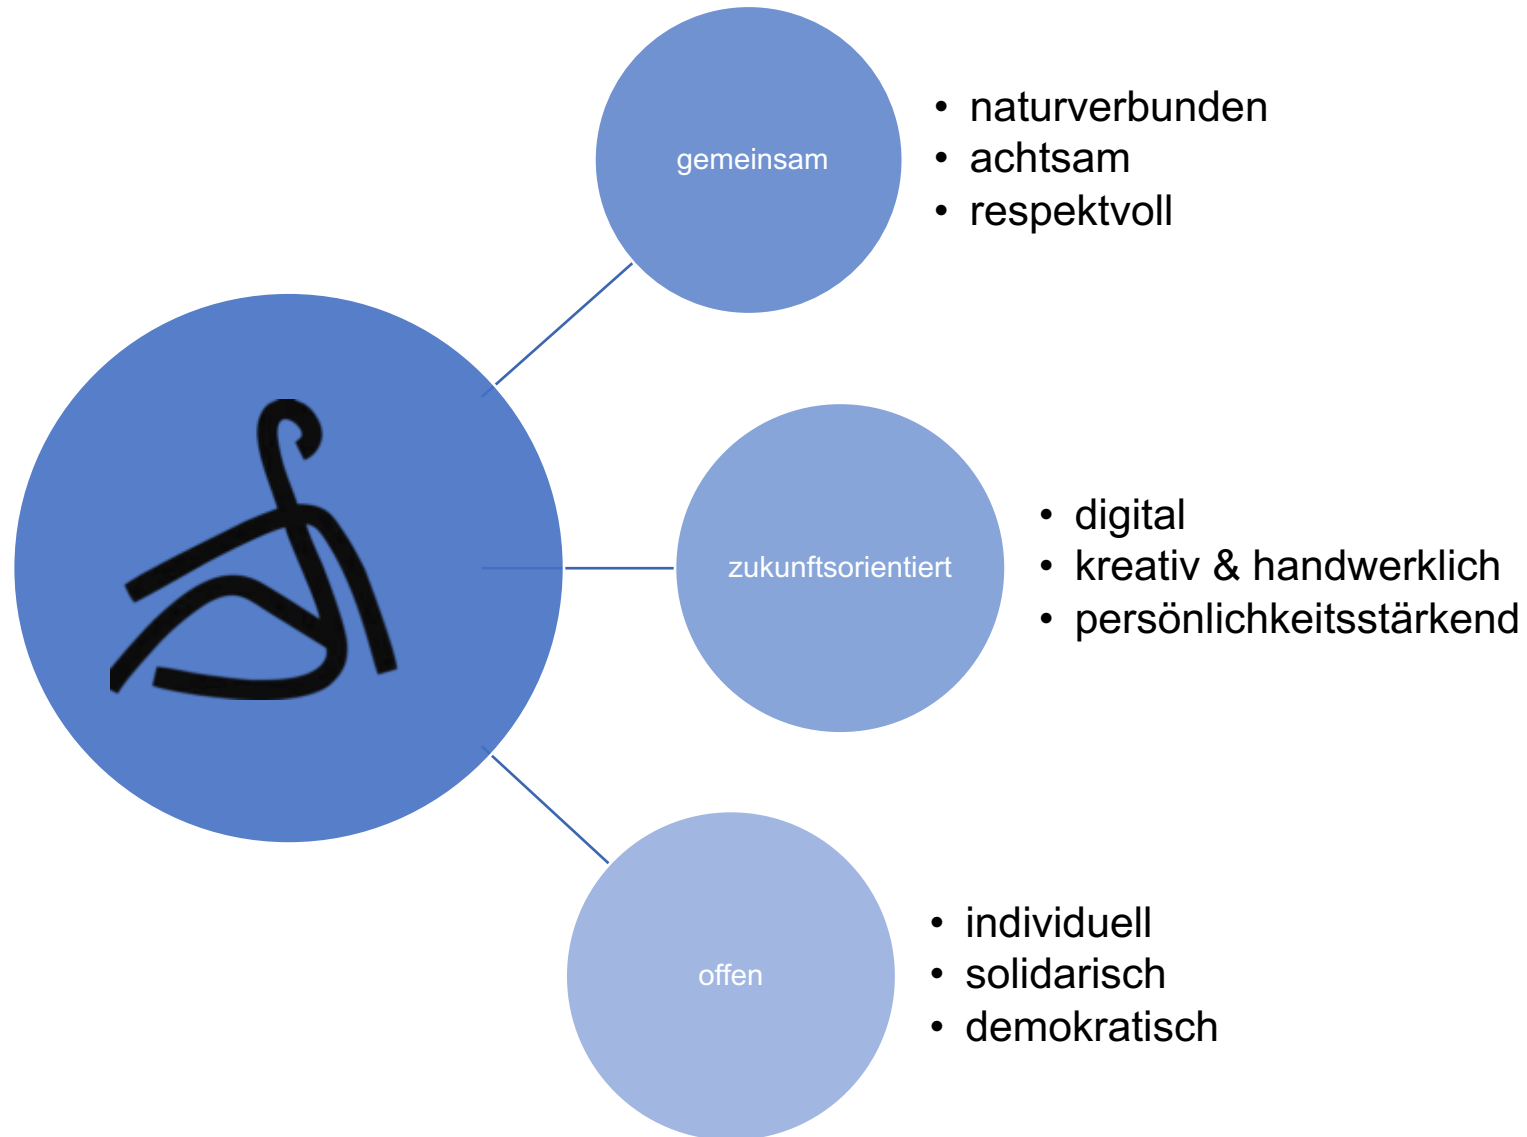 gemeinsam
• naturverbunden
• achtsam
• respektvoll
zukunftsorientiert
• digital
• kreativ & handwerklich
• persönlichkeitsstärkend
offen
• individuell
• solidarisch
• demokratisch